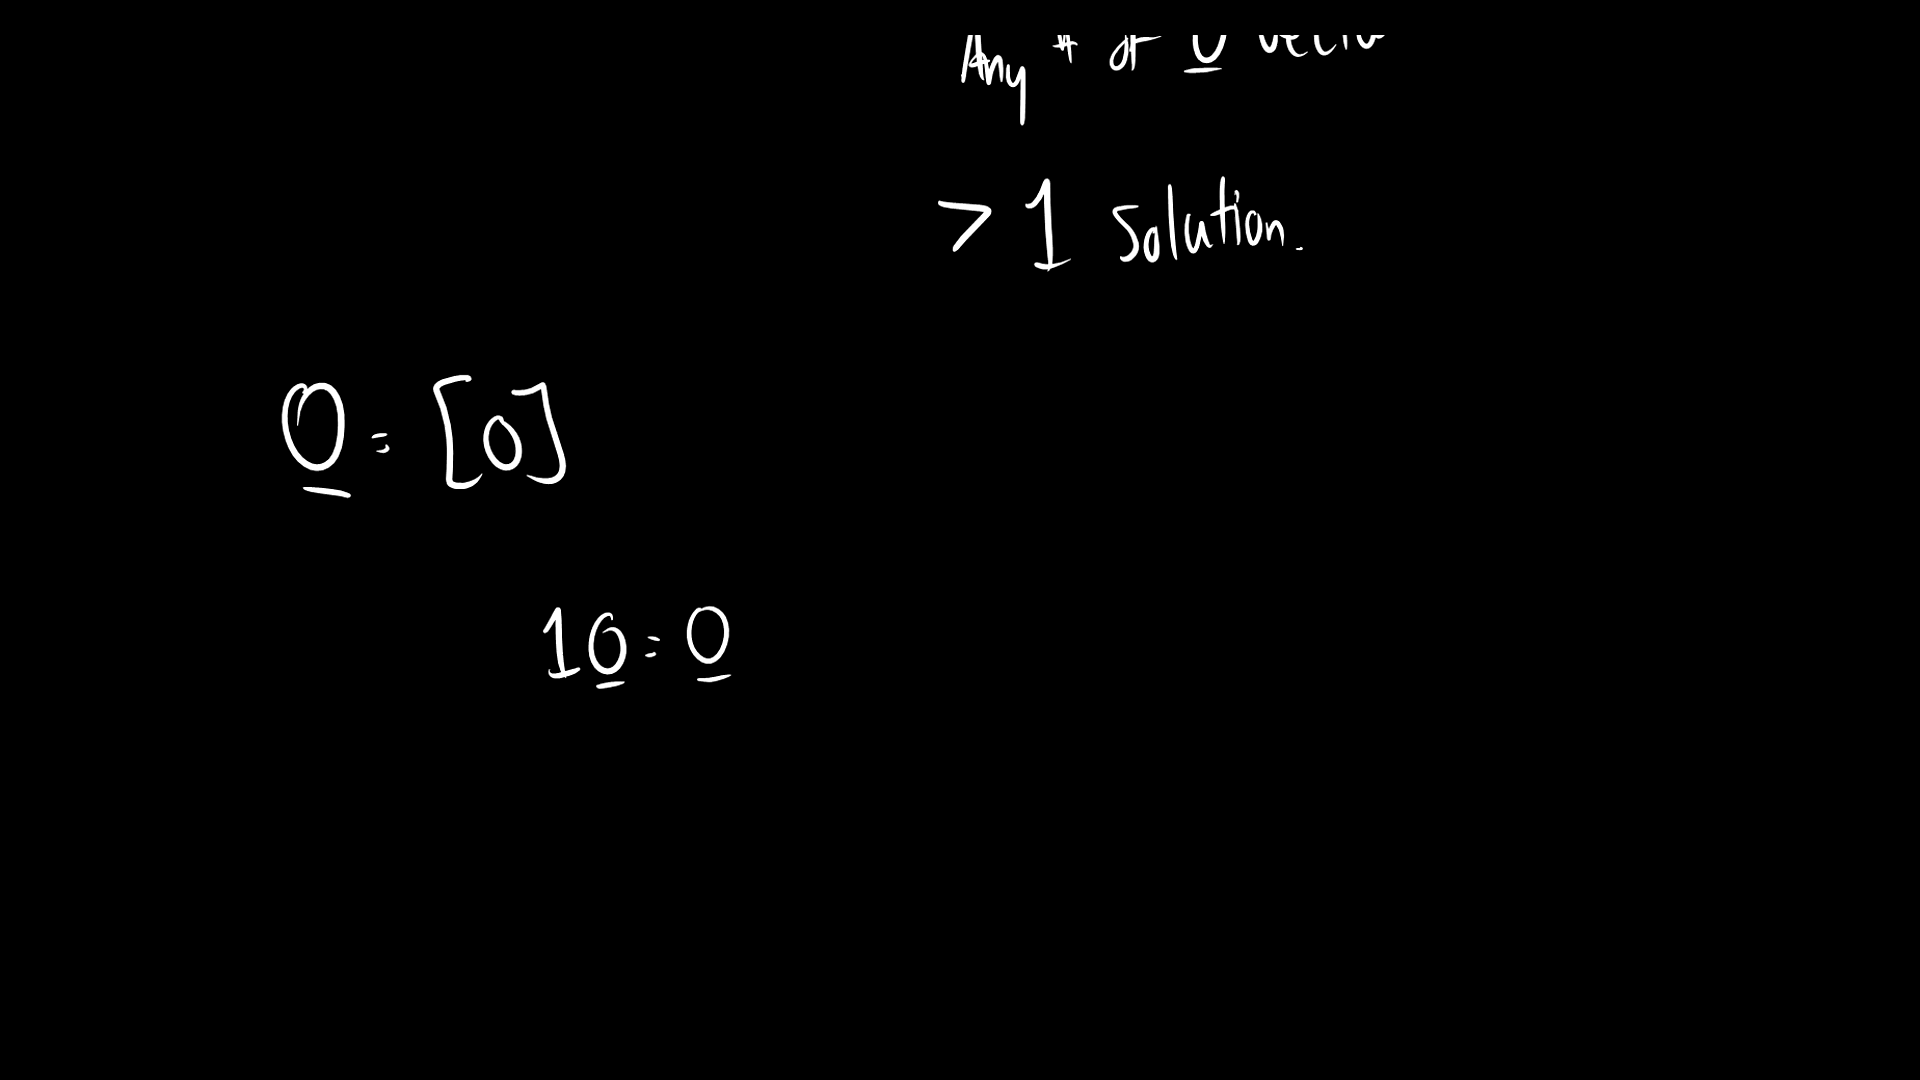 Any # of 0
> 1 Solution.
0 = [0]
10 = 0